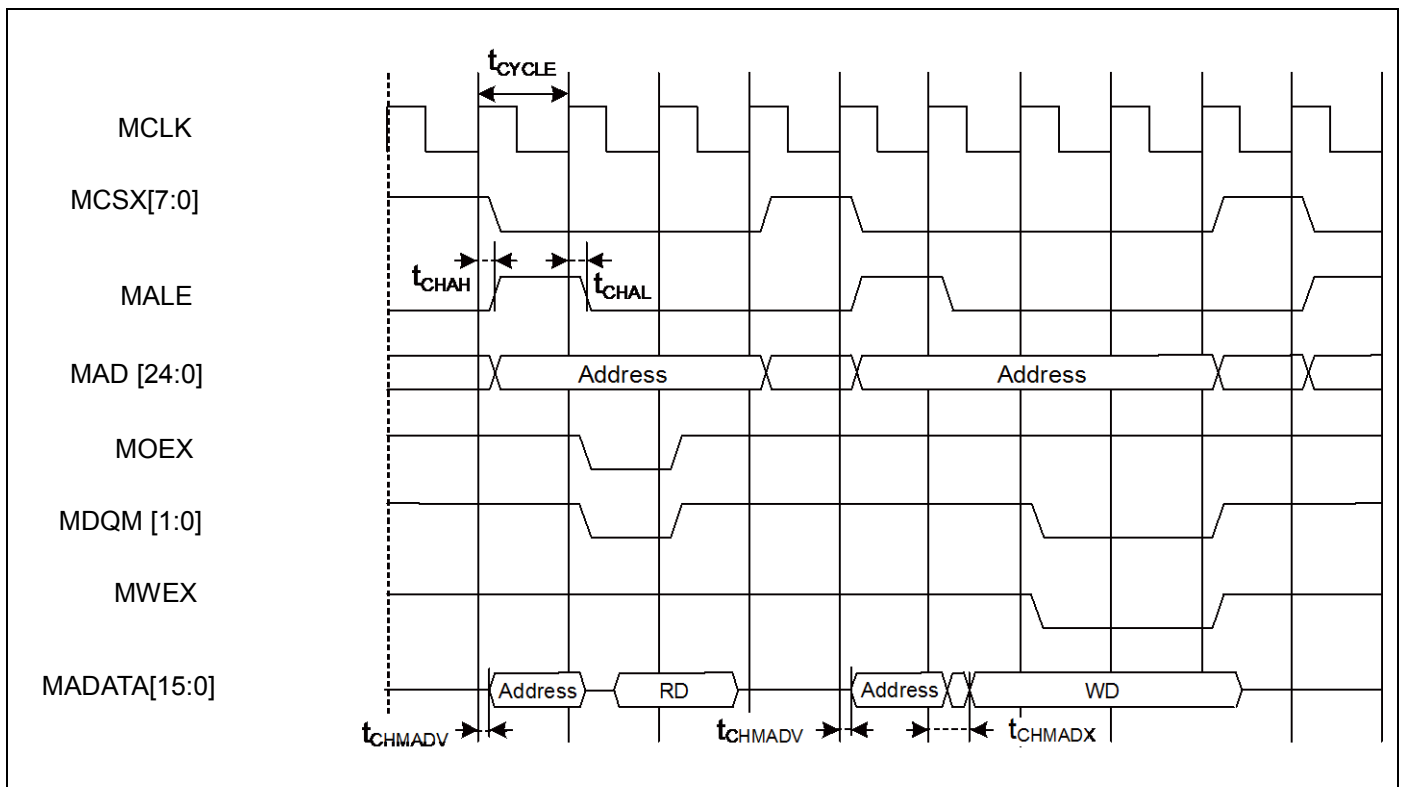 tCYCLE
MCLK
MCSX[7:0]
tCHAH
tCHAL
MALE
MAD [24:0]
Address
Address
MOEX
MDQM [1:0]
MWEX
MADATA[15:0]
Address
RD
Address
WD
tCHMADV
tCHMADV
tCHMADX